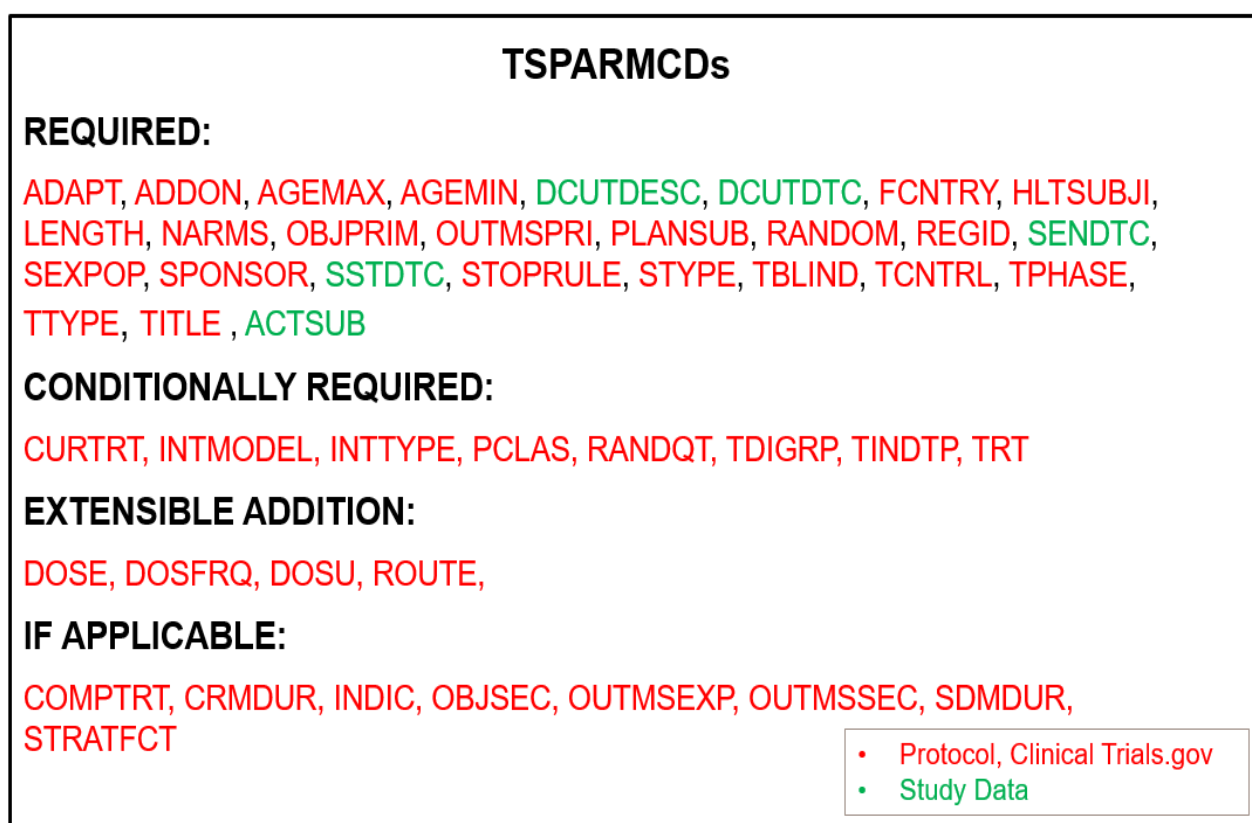 TSPARMCDs
REQUIRED:
ADAPT, ADDON, AGEMAX, AGEMIN, DCUTDESC, DCUTDTC, FCNTRY, HLTSUBJI,
LENGTH, NARMS, OBJPRIM, OUTMSPRI, PLANSUB, RANDOM, REGID, SENDTC,
SEXPOP, SPONSOR, SSTDTC, STOPRULE, STYPE, TBLIND, TCNTRL, TPHASE,
TTYPE, TITLE , ACTSUB
CONDITIONALLY REQUIRED:
CURTRT, INTMODEL, INTTYPE, PCLAS, RANDQT, TDIGRP, TINDTP, TRT
EXTENSIBLE ADDITION:
DOSE, DOSFRQ, DOSU, ROUTE,
IF APPLICABLE:
COMPTRT, CRMDUR, INDIC, OBJSEC, OUTMSEXP, OUTMSSEC, SDMDUR,
STRATFCT
• Protocol, Clinical Trials.gov
• Study Data